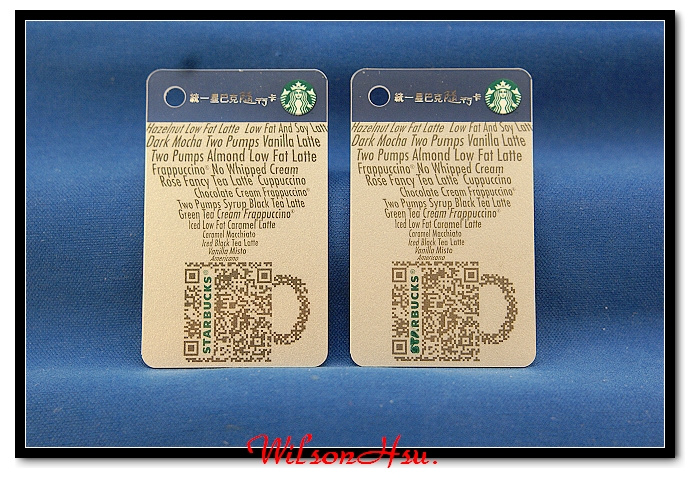 統一星巴克隨行卡
Hazelnut Low Fat Latte Low Fat And Soy Latt
Dark Mocha Two Pumps Vanilla Latte
Two Pumps Almond Low Fat Latte
Frappuccino® No Whipped Cream
Rose Fancy Tea Latte Cuppuccino
Chocolate Cream Frappuccino®
Two Pumps Syrup Black Tea Latte
Green Tea Cream Frappuccino®
Iced Low Fat Caramel Latte
Caramel Macchiato
Iced Black Tea Latte
Vanilla Misto
Americano
STARBUCKS®
統一星巴克隨行卡
Hazelnut Low Fat Latte Low Fat And Soy Latt
Dark Mocha Two Pumps Vanilla Latte
Two Pumps Almond Low Fat Latte
Frappuccino® No Whipped Cream
Rose Fancy Tea Latte Cuppuccino
Chocolate Cream Frappuccino®
Two Pumps Syrup Black Tea Latte
Green Tea Cream Frappuccino®
Iced Low Fat Caramel Latte
Caramel Macchiato
Iced Black Tea Latte
Vanilla Misto
Americano
STARBUCKS®
WilsonHsu.